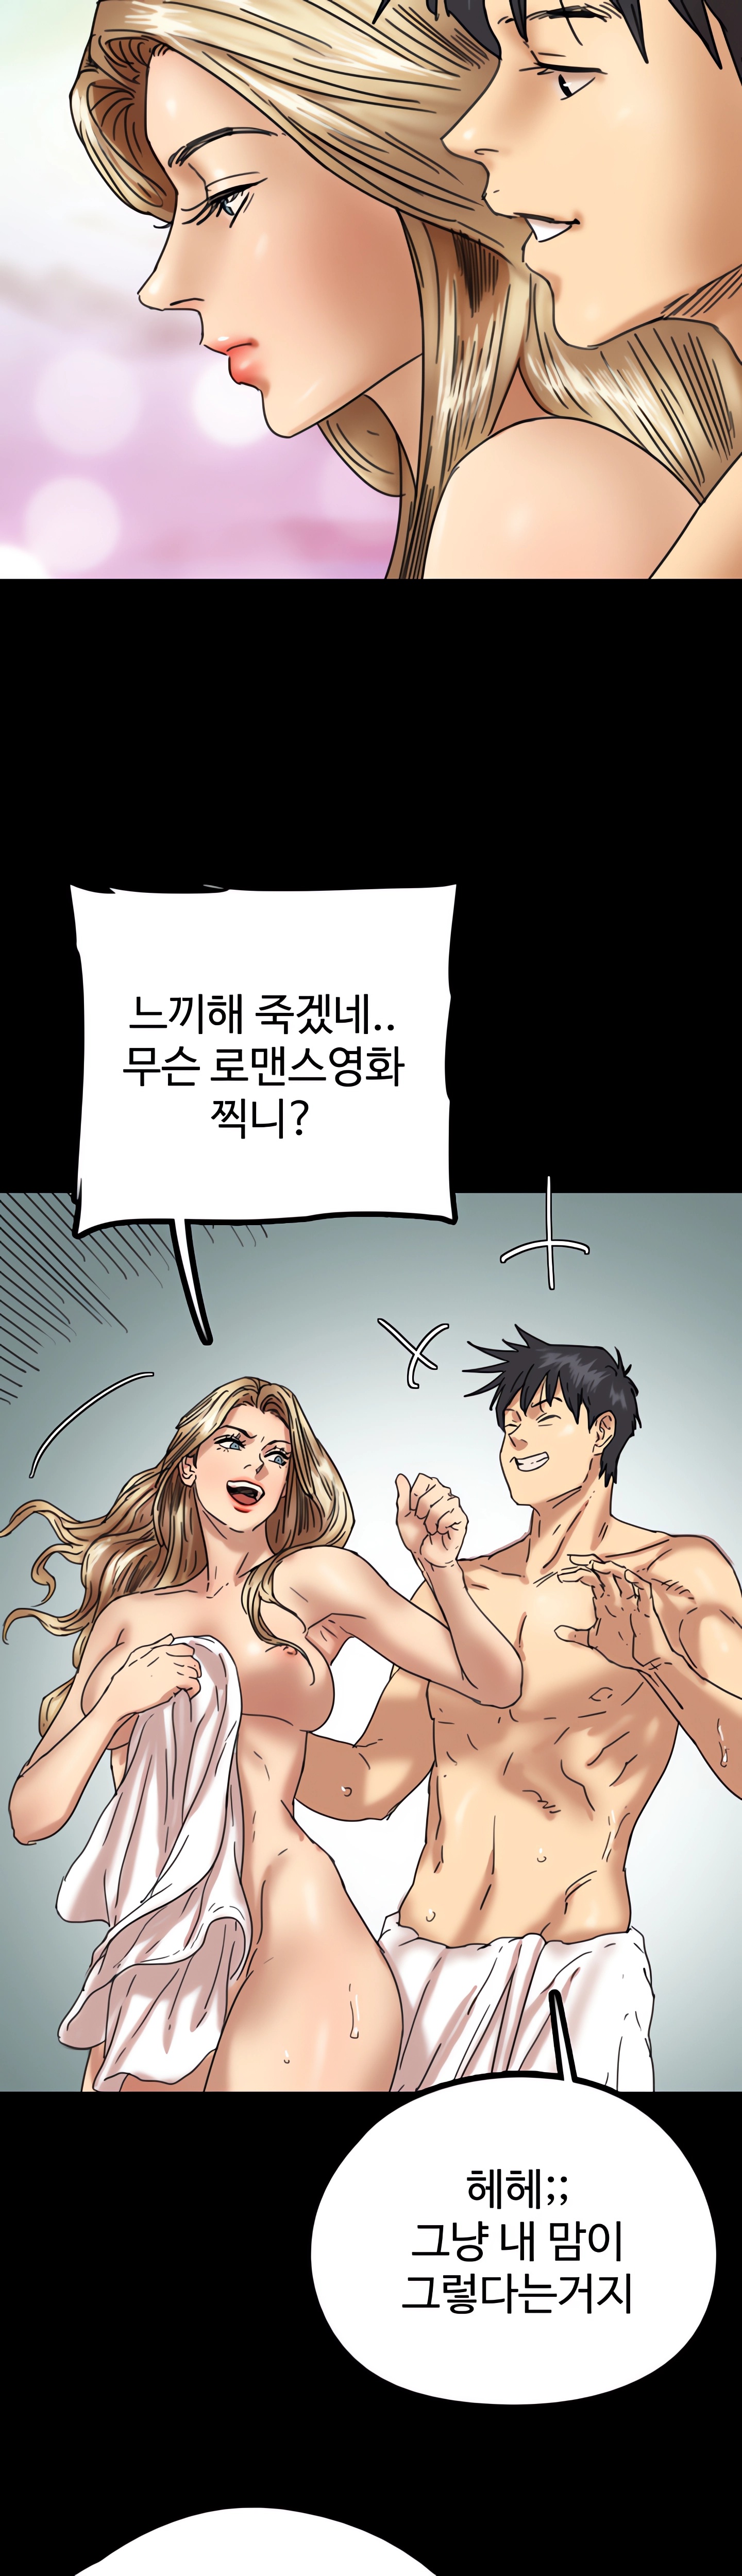 느끼해 죽겠네..
무슨 로맨스영화
찍니?
헤헤;;
그냥 내 맘이
그렇다는거지